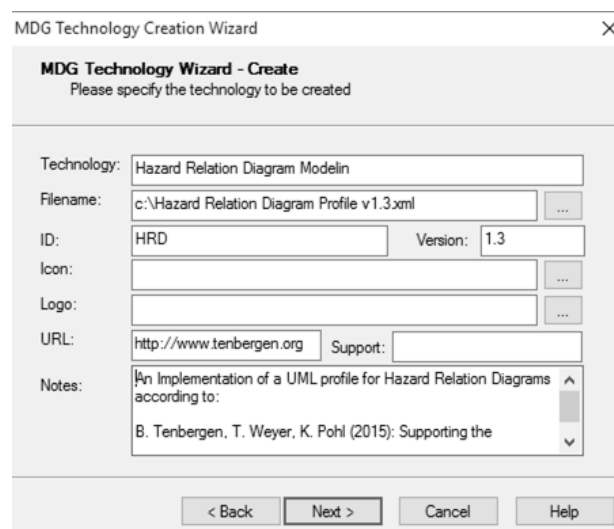 MDG Technology Creation Wizard
MDG Technology Wizard - Create
Please specify the technology to be created
Technology: Hazard Relation Diagram Modelin
Filename: c:\Hazard Relation Diagram Profile v1.3.xml ...
ID: HRD Version: 1.3
Icon: ...
Logo: ...
URL: http://www.tenbergen.org Support:
Notes: An Implementation of a UML profile for Hazard Relation Diagrams
according to:
B. Tenbergen, T. Weyer, K. Pohl (2015): Supporting the
< Back Next > Cancel Help